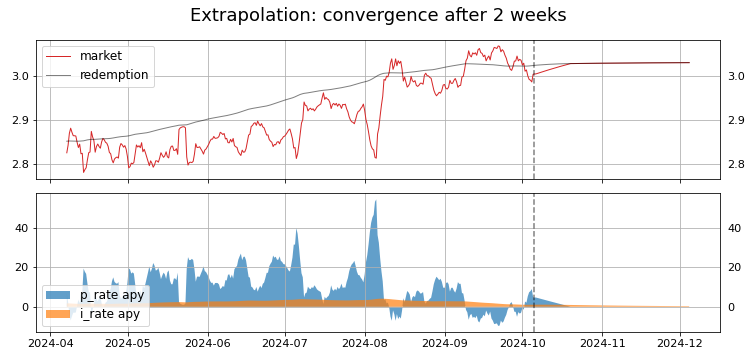 Extrapolation: convergence after 2 weeks
market
redemption
3.0 3.0
2.9 2.9
2.8 2.8
40 40
20 20
0 0
p_rate apy
i_rate apy
2024-04 2024-05 2024-06 2024-07 2024-08 2024-09 2024-10 2024-11 2024-12